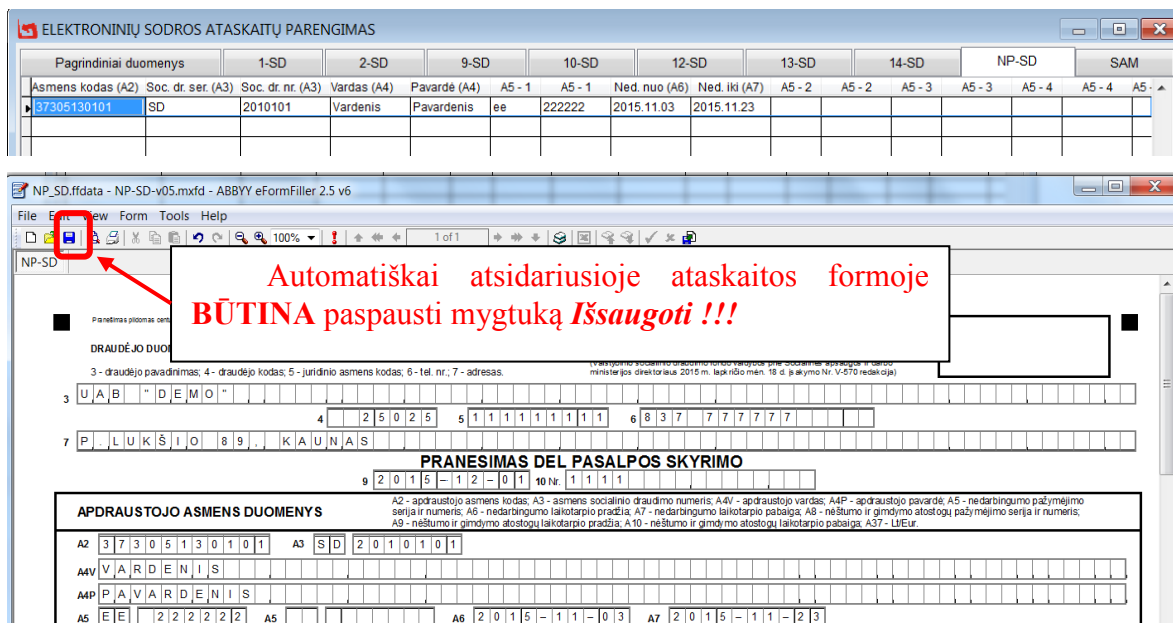 ELEKTRONINIŲ SODROS ATASKAITŲ PARENGIMAS
Pagrindiniai duomenys 1-SD 2-SD 9-SD 10-SD 12-SD 13-SD 14-SD NP-SD SAM
Asmens kodas (A2) Soc. dr. ser. (A3) Soc. dr. nr. (A3) Vardas (A4) Pavardė (A4) A5 - 1 A5 - 1 Ned. nuo (A6) Ned. iki (A7) A5 - 2 A5 - 2 A5 - 3 A5 - 3 A5 - 4 A5 - 4 A5 -
37305130101 SD 2010101 Vardenis Pavardenis ee 222222 2015.11.03 2015.11.23
NP_SD.ffdata - NP-SD-v05.mxfd - ABBYY eFormFiller 2.5 v6
File Edit View Form Tools Help
100% 1 of 1
NP-SD
Automatiškai atsidariusioje ataskaitos formoje
BŪTINA paspausti mygtuką Išsaugoti !!!
Pranešimas pildomas
DRAUDĖJO
3 - draudėjo pavadinimas; 4 - draudėjo kodas; 5 - juridinio asmens kodas; 6 - tel. nr.; 7 - adresas.
ministerijos direktoriaus 2015 m. lapkričio mėn. 18 d. įsakymo Nr. V-570 redakcija)
3 UAB "DEMO"
4 25025 5 111111111 6 837 777777
7 P. LUKŠIO 89, KAUNAS
PRANESIMAS DEL PASALPOS SKYRIMO
9 2015-12-01 10 Nr. 1111
APDRAUSTOJO ASMENS DUOMENYS
A2 - apdraustojo asmens kodas; A3 - asmens socialinio draudimo numeris; A4V - apdraustojo vardas; A4P - apdraustojo pavardė; A5 - nedarbingumo pažymėjimo
serija ir numeris; A6 - nedarbingumo laikotarpio pradžia; A7 - nedarbingumo laikotarpio pabaiga; A8 - nėštumo ir gimdymo atostogų pažymėjimo serija ir numeris;
A9 - nėštumo ir gimdymo atostogų laikotarpio pradžia; A10 - nėštumo ir gimdymo atostogų laikotarpio pabaiga; A37 - Lt/Eur.
A2 37305130101 A3 SD 2010101
A4V VARDENIS
A4P PAVARDENIS
A5 EE 222222 A5 A6 2015-11-03 A7 2015-11-23